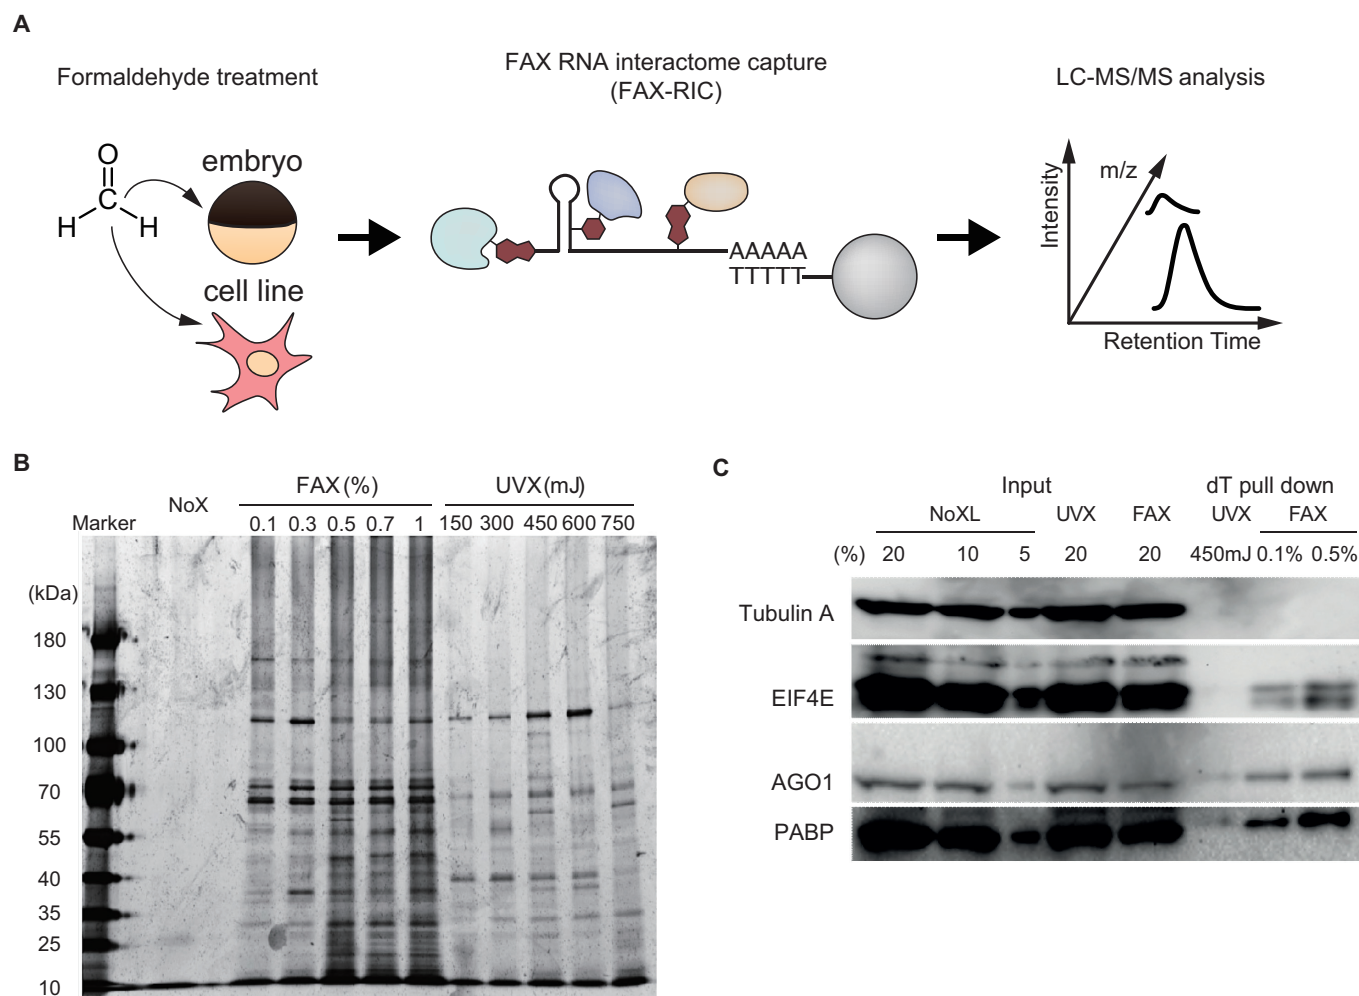 A
Formaldehyde treatment
FAX RNA interactome capture
(FAX-RIC)
LC-MS/MS analysis
O
C
H
H
embryo
cell line
AAAAA
TTTTT
Intensity
m/z
Retention Time
B
NoX
FAX (%)
UVX (mJ)
Marker
0.1 0.3 0.5 0.7 1 150 300 450 600 750
(kDa)
180
130
100
70
55
40
35
25
10
C
Input
dT pull down
NoXL UVX FAX UVX FAX
(%) 20 10 5 20 20 450mJ 0.1% 0.5%
Tubulin A
EIF4E
AGO1
PABP